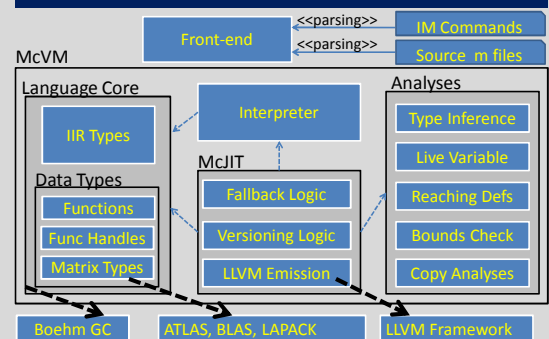 Front-end
<<parsing>>
IM Commands
<<parsing>>
Source m files
McVM
Language Core
IIR Types
Data Types
Functions
Func Handles
Matrix Types
Interpreter
McJIT
Fallback Logic
Versioning Logic
LLVM Emission
Analyses
Type Inference
Live Variable
Reaching Defs
Bounds Check
Copy Analyses
Boehm GC
ATLAS, BLAS, LAPACK
LLVM Framework